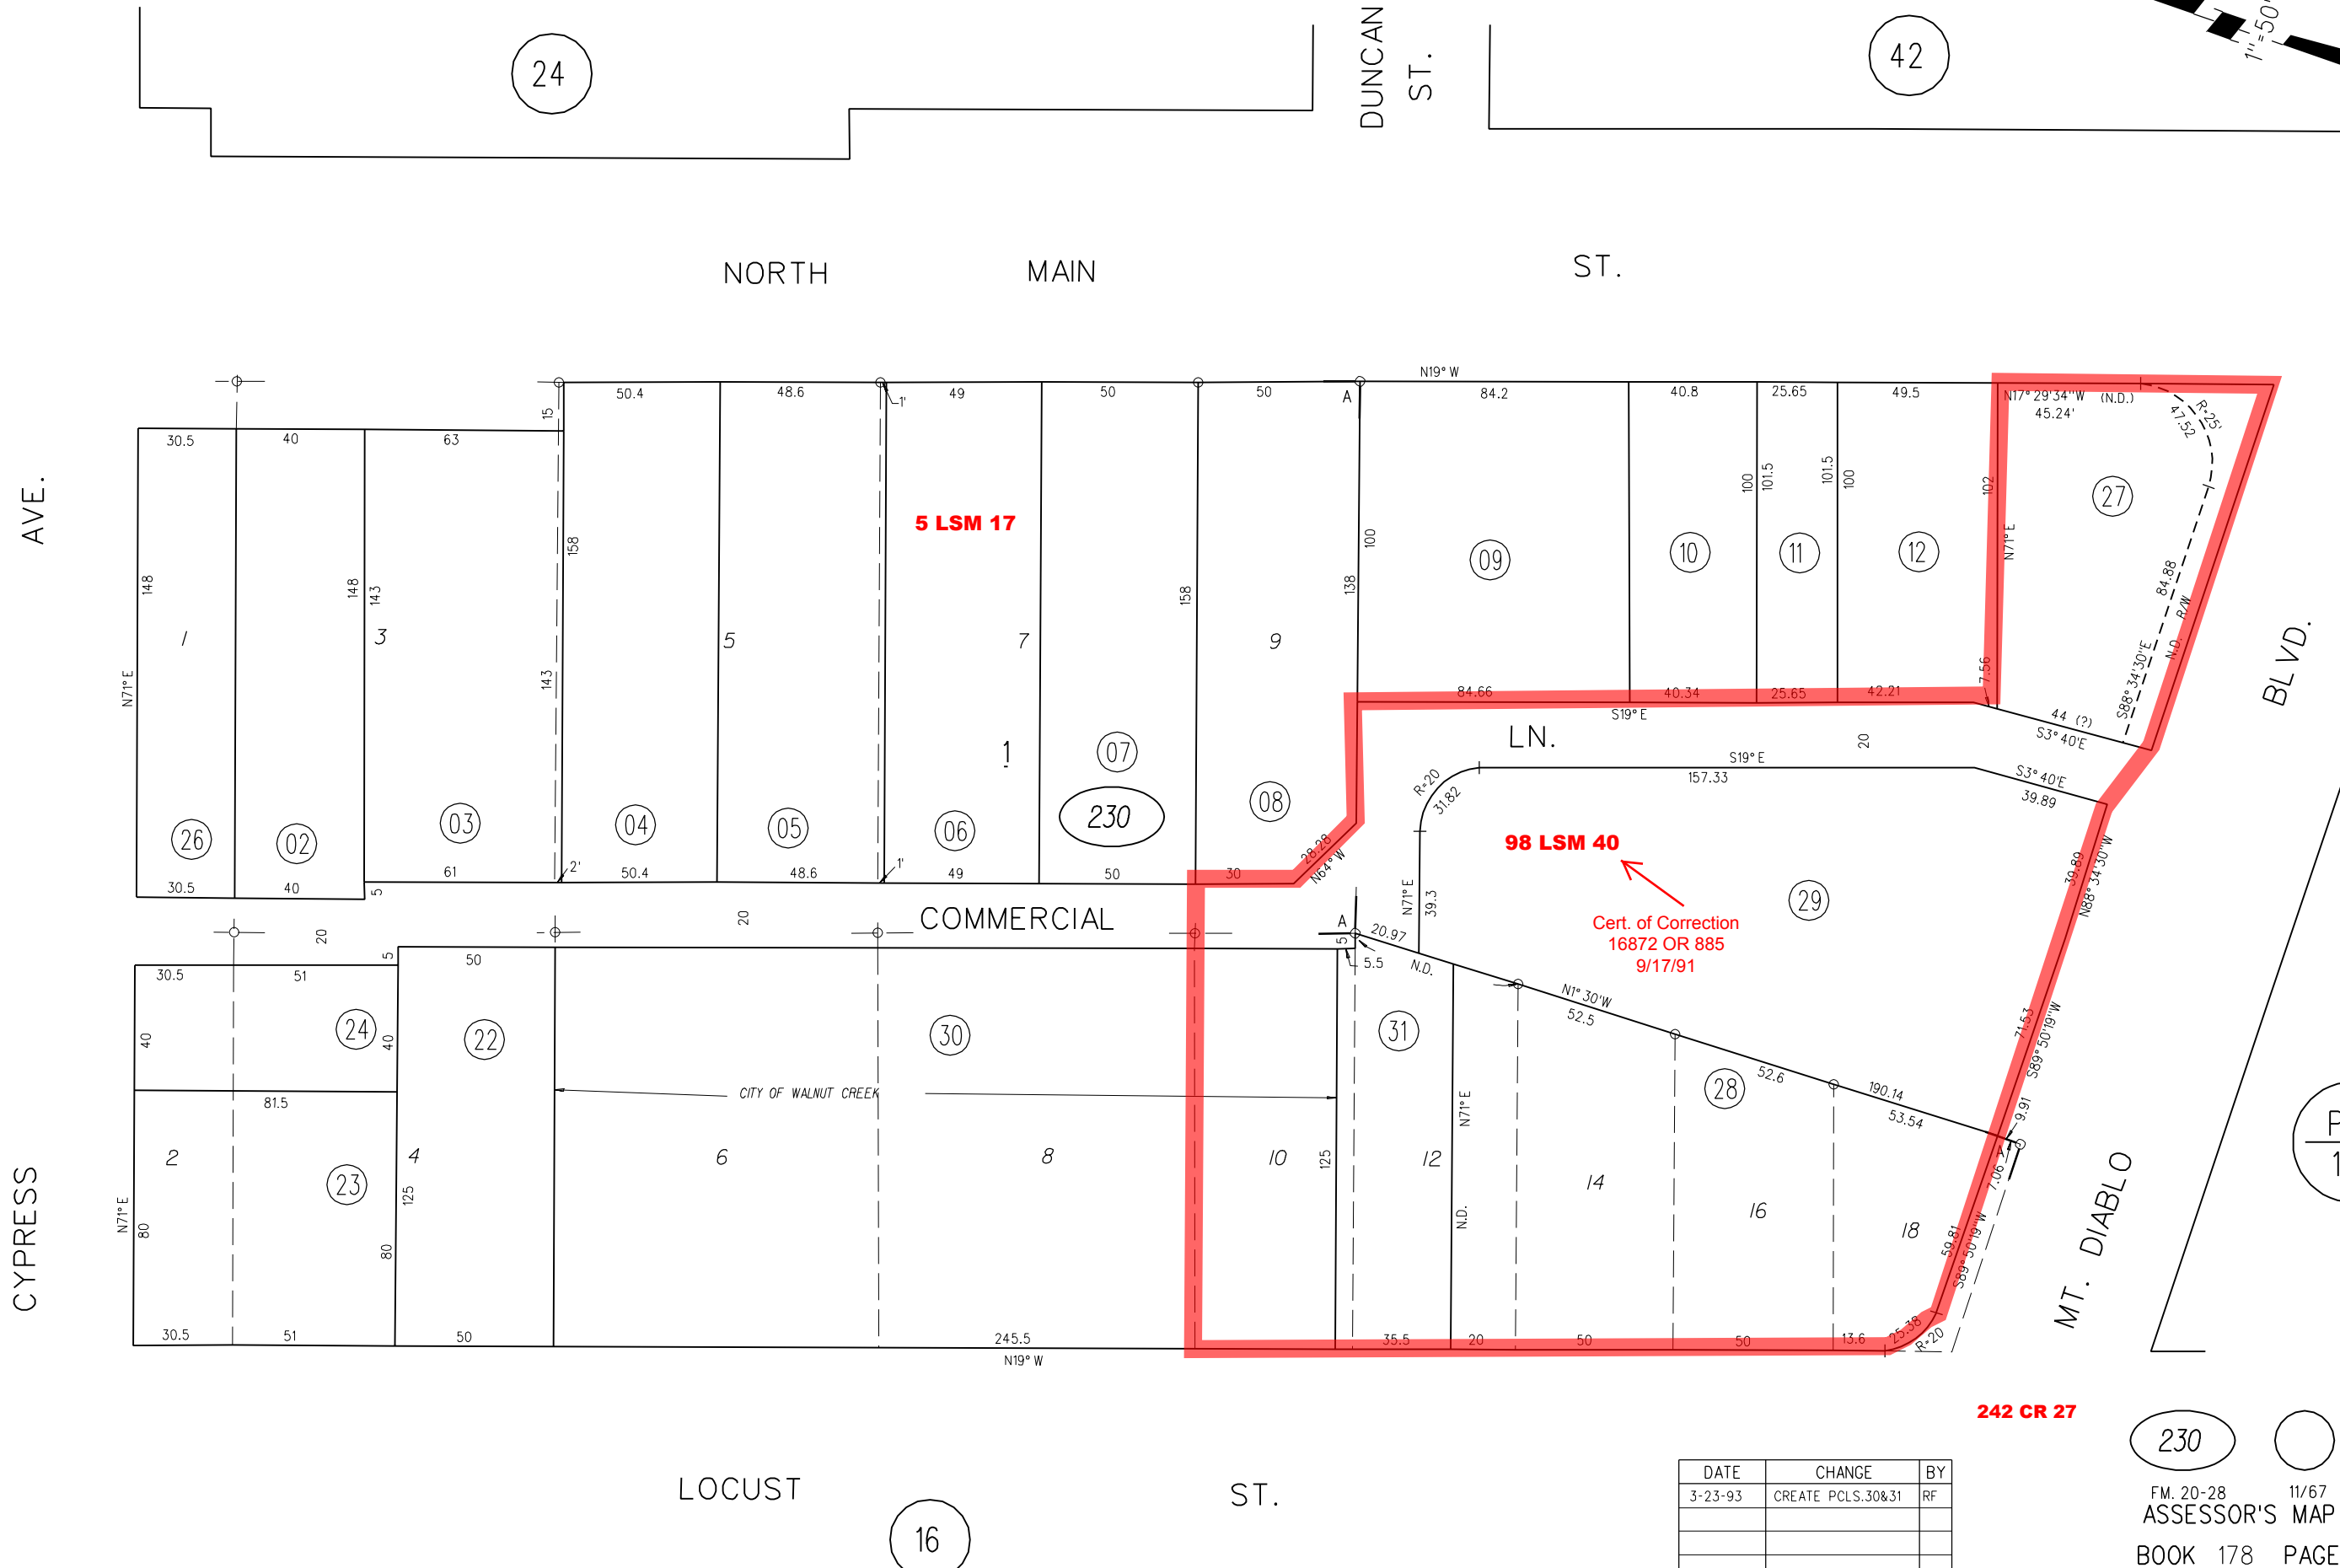 24
DUNCAN
ST.
42
1"=50'
NORTH MAIN ST.
AVE.
N19° W
50.4
48.6
1'
49
50
50
A
84.2
40.8
25.65
49.5
N17°29'34"W (N.D.)
45.24'
R=25'
47.52
15
30.5
40
63
148
148
143
158
143
158
100
138
100
101.5
101.5
100
102
N71°E
5 LSM 17
09
10
11
12
27
84.88
N.D. R/W
S88°34'30"E
1
3
5
7
9
N71°E
7.56
84.66
40.34
25.65
42.21
S19°E
44 (?)
S3°40'E
BLVD.
1
07
LN.
20
08
230
26
02
03
04
05
06
S19°E
157.33
S3°40'E
39.89
R=20
31.82
28.28
N64°W
30.5
40
5
61
2'
50.4
48.6
1'
49
50
30
98 LSM 40
Cert. of Correction
16872 OR 885
9/17/91
29
N71°E
39.3
39.89
N88°34'30"W
20
20
COMMERCIAL
A
20.97
N.D.
5
5.5
5
30.5
51
50
N1°30'W
52.5
71.53
S89°50'19"W
40
24
40
22
30
31
28
52.6
190.14
53.54
9.91
A
7.06
CITY OF WALNUT CREEK
81.5
N71°E
N.D.
2
23
4
6
8
10
125
12
14
16
18
N71°E
80
125
80
59.81
S89°50'19"W
CYPRESS
MT. DIABLO
P
1
30.5
51
50
245.5
N19°W
35.5
20
50
50
13.6
25.38
R=20
242 CR 27
LOCUST ST.
16
230
DATE CHANGE BY
3-23-93 CREATE PCLS.30&31 RF
FM. 20-28 11/67
ASSESSOR'S MAP
BOOK 178 PAGE